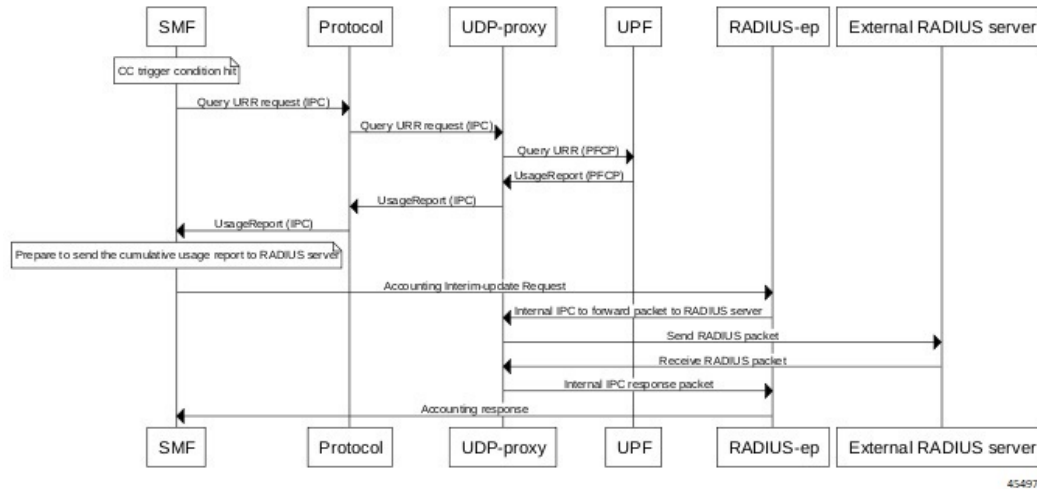 SMF Protocol UDP-proxy UPF RADIUS-ep External RADIUS server
CC trigger condition hit
Query URR request (IPC)
Query URR request (IPC)
Query URR (PFCP)
UsageReport (PFCP)
UsageReport (IPC)
UsageReport (IPC)
Prepare to send the cumulative usage report to RADIUS server
Accounting Interim-update Request
Internal IPC to forward packet to RADIUS server
Send RADIUS packet
Receive RADIUS packet
Internal IPC response packet
Accounting response
SMF Protocol UDP-proxy UPF RADIUS-ep External RADIUS server
45497